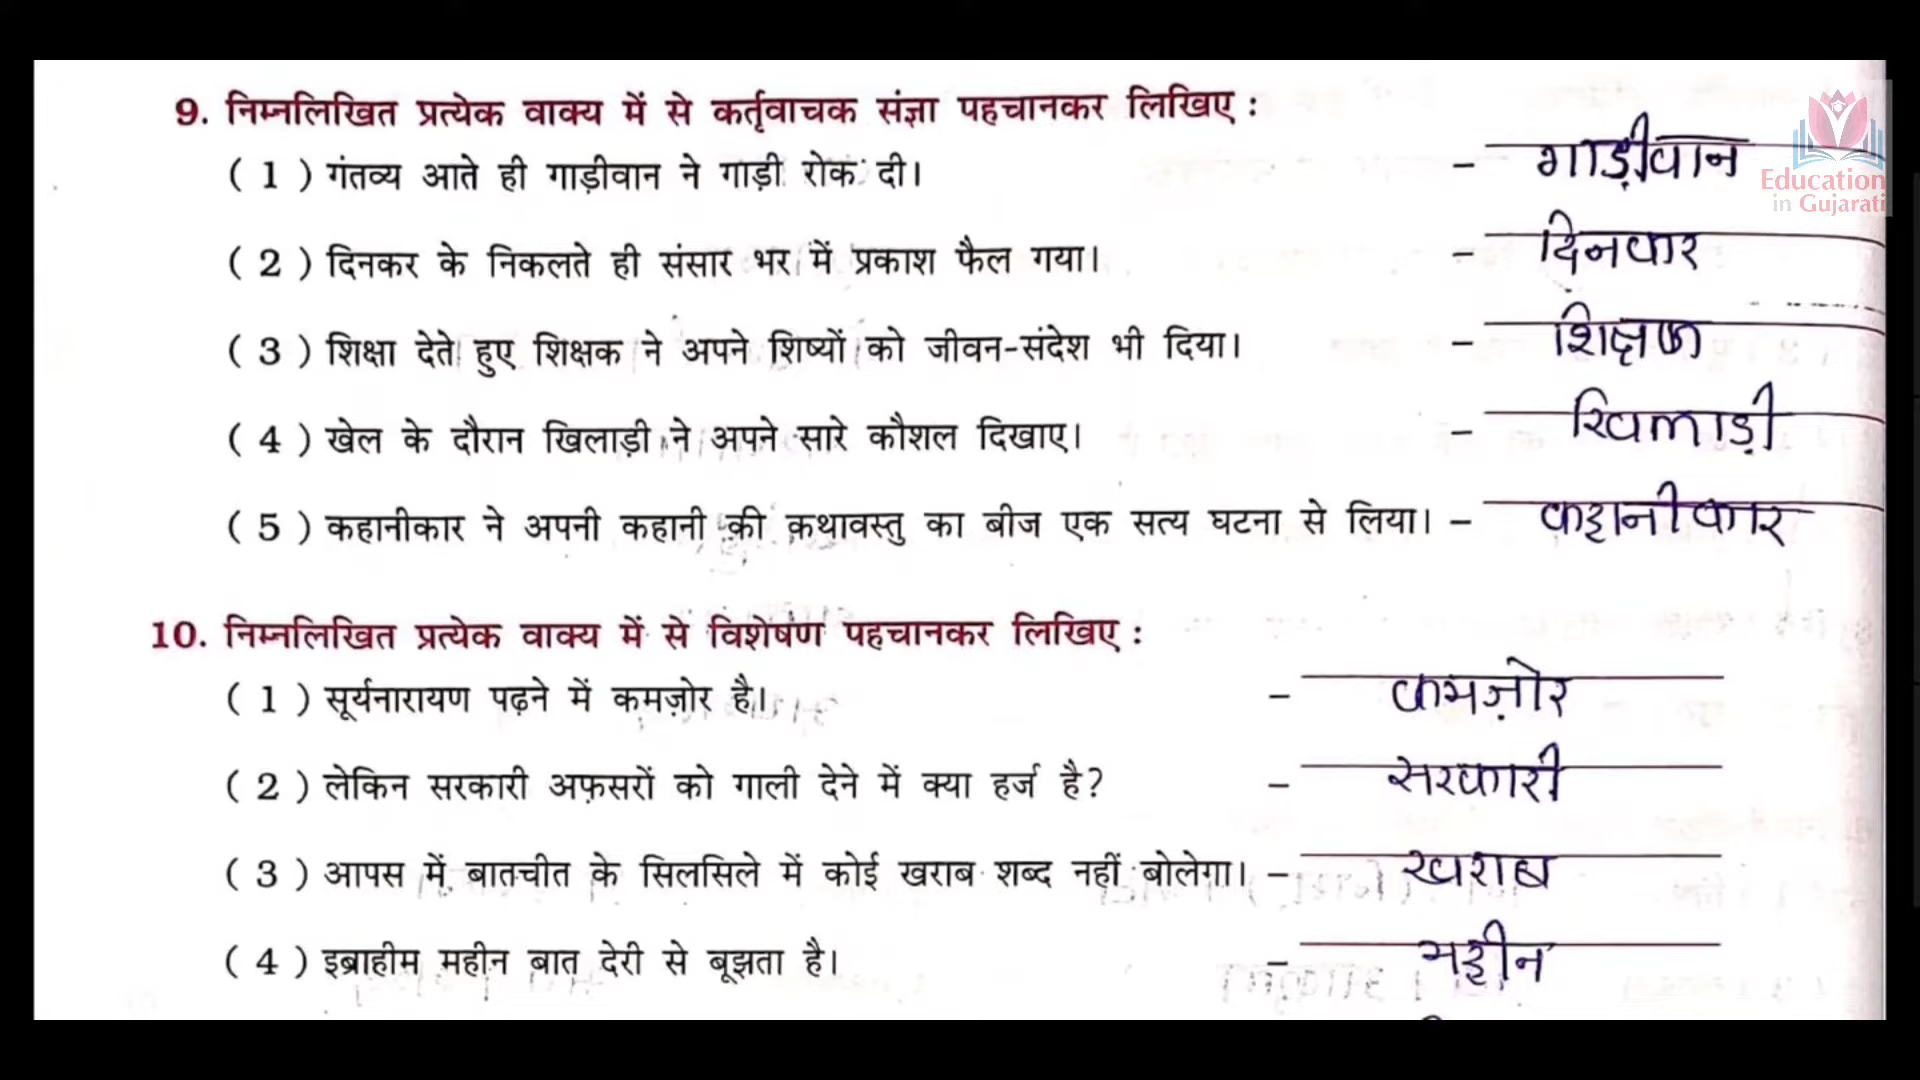 9. निम्नलिखित प्रत्येक वाक्य में से कर्तृवाचक संज्ञा पहचानकर लिखिए :
( 1 ) गंतव्य आते ही गाड़ीवान ने गाड़ी रोक दी। - गाड़ीवान
Education
in Gujarati
( 2 ) दिनकर के निकलते ही संसार भर में प्रकाश फैल गया। - दिनकर
( 3 ) शिक्षा देते हुए शिक्षक ने अपने शिष्यों को जीवन-संदेश भी दिया। - शिक्षक
( 4 ) खेल के दौरान खिलाड़ी ने अपने सारे कौशल दिखाए। - खिलाड़ी
( 5 ) कहानीकार ने अपनी कहानी की कथावस्तु का बीज एक सत्य घटना से लिया। - कहानीकार
10. निम्नलिखित प्रत्येक वाक्य में से विशेषण पहचानकर लिखिए :
( 1 ) सूर्यनारायण पढ़ने में कमज़ोर है। - कमज़ोर
( 2 ) लेकिन सरकारी अफ़सरों को गाली देने में क्या हर्ज है? - सरकारी
( 3 ) आपस में बातचीत के सिलसिले में कोई खराब शब्द नहीं बोलेगा। - खराब
( 4 ) इब्राहीम महीन बात देरी से बूझता है। - महीन